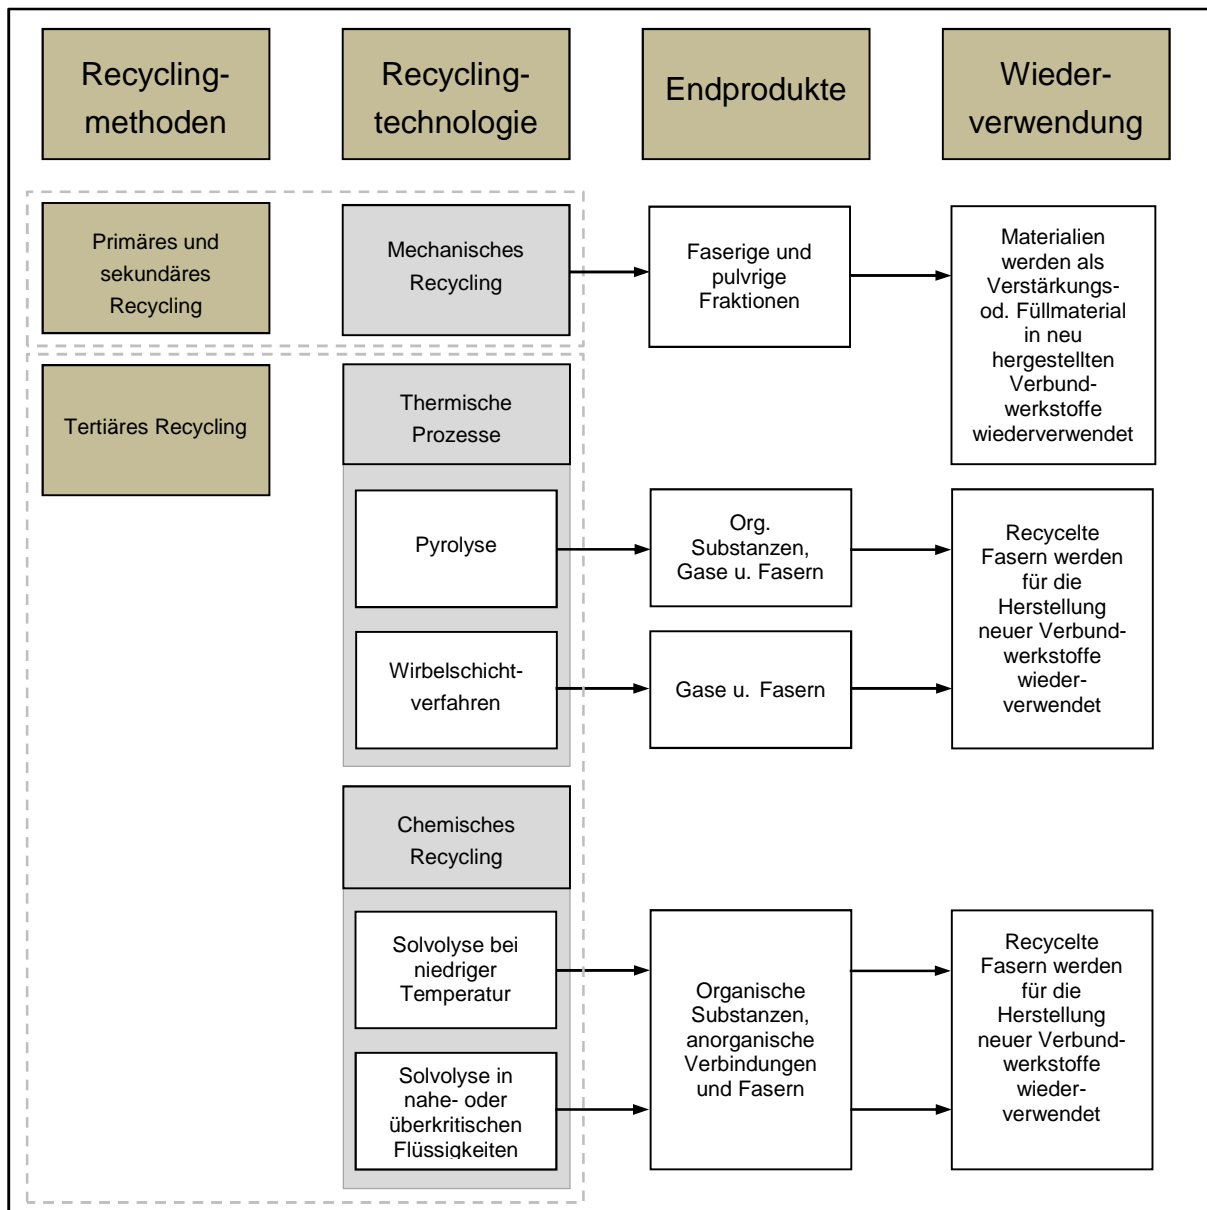 Recycling-
methoden
Recycling-
technologie
Endprodukte
Wieder-
verwendung
Primäres und
sekundäres
Recycling
Mechanisches
Recycling
Faserige und
pulvrige
Fraktionen
Materialien
werden als
Verstärkungs-
od. Füllmaterial
in neu
hergestellten
Verbund-
werkstoffe
wiederverwendet
Tertiäres Recycling
Thermische
Prozesse
Pyrolyse
Org.
Substanzen,
Gase u. Fasern
Recycelte
Fasern werden
für die
Herstellung
neuer Verbund-
werkstoffe
wieder-
verwendet
Wirbelschicht-
verfahren
Gase u. Fasern
Chemisches
Recycling
Solvolyse bei
niedriger
Temperatur
Organische
Substanzen,
anorganische
Verbindungen
und Fasern
Recycelte
Fasern werden
für die
Herstellung
neuer Verbund-
werkstoffe
wieder-
verwendet
Solvolyse in
nahe- oder
überkritischen
Flüssigkeiten